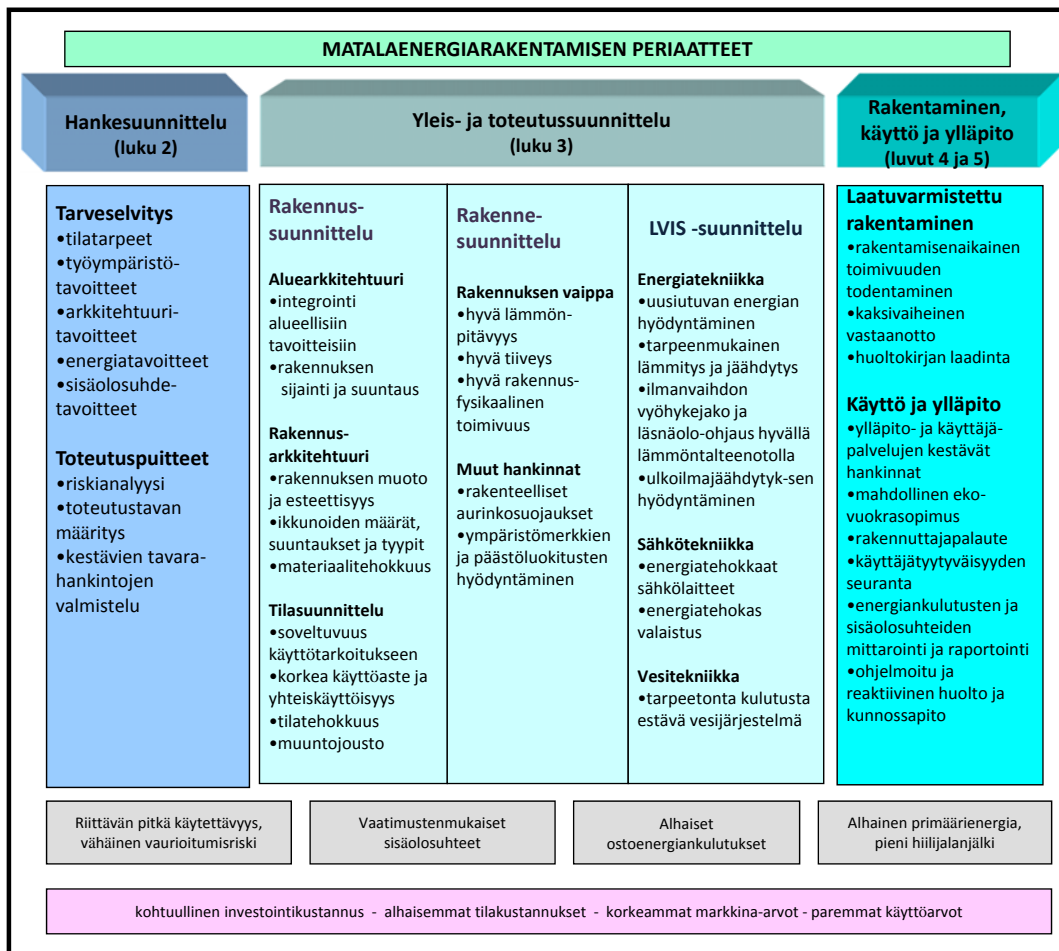 MATALAENERGIARAKENTAMISEN PERIAATTEET
Hankesuunnittelu
(luku 2)
Yleis- ja toteutussuunnittelu
(luku 3)
Rakentaminen,
käyttö ja ylläpito
(luvut 4 ja 5)
Tarveselvitys
•tilatarpeet
•työympäristö-
tavoitteet
•arkkitehtuuri-
tavoitteet
•energiatavoitteet
•sisäolosuhde-
tavoitteet
Toteutuspuitteet
•riskianalyysi
•toteutustavan
määritys
•kestävien tavara-
hankintojen
valmistelu
Rakennus-
suunnittelu
Aluearkkitehtuuri
•integrointi
alueellisiin
tavoitteisiin
•rakennuksen
sijainti ja suuntaus
Rakennus-
arkkitehtuuri
•rakennuksen muoto
ja esteettisyys
•ikkunoiden määrät,
suuntaukset ja tyypit
•materiaalitehokkuus
Tilasuunnittelu
•soveltuvuus
käyttötarkoitukseen
•korkea käyttöaste ja
yhteiskäyttöisyys
•tilatehokkuus
•muuntojousto
Rakenne-
suunnittelu
Rakennuksen vaippa
•hyvä lämmön-
pitävyys
•hyvä tiiveys
•hyvä rakennus-
fysikaalinen
toimivuus
Muut hankinnat
•rakenteelliset
aurinkosuojaukset
•ympäristömerkkien
ja päästöluokitusten
hyödyntäminen
LVIS -suunnittelu
Energiatekniikka
•uusiutuvan energian
hyödyntäminen
•tarpeenmukainen
lämmitys ja jäähdytys
•ilmanvaihdon
vyöhykejako ja
läsnäolo-ohjaus hyvällä
lämmöntalteenotolla
•ulkoilmajäähdytyk-sen
hyödyntäminen
Sähkötekniikka
•energiatehokkaat
sähkölaitteet
•energiatehokas
valaistus
Vesitekniikka
•tarpeetonta kulutusta
estävä vesijärjestelmä
Laatuvarmistettu
rakentaminen
•rakentamisenaikainen
toimivuuden
todentaminen
•kaksivaiheinen
vastaanotto
•huoltokirjan laadinta
Käyttö ja ylläpito
•ylläpito- ja käyttäjä-
palvelujen kestävät
hankinnat
•mahdollinen eko-
vuokrasopimus
•rakennuttajapalaute
•käyttäjätyytyväisyyden
seuranta
•energiankulutusten ja
sisäolosuhteiden
mittarointi ja raportointi
•ohjelmoitu ja
reaktiivinen huolto ja
kunnossapito
Riittävän pitkä käytettävyys,
vähäinen vaurioitumisriski
Vaatimustenmukaiset
sisäolosuhteet
Alhaiset
ostoenergiankulutukset
Alhainen primäärienergia,
pieni hiilijalanjälki
kohtuullinen investointikustannus - alhaisemmat tilakustannukset - korkeammat markkina-arvot - paremmat käyttöarvot